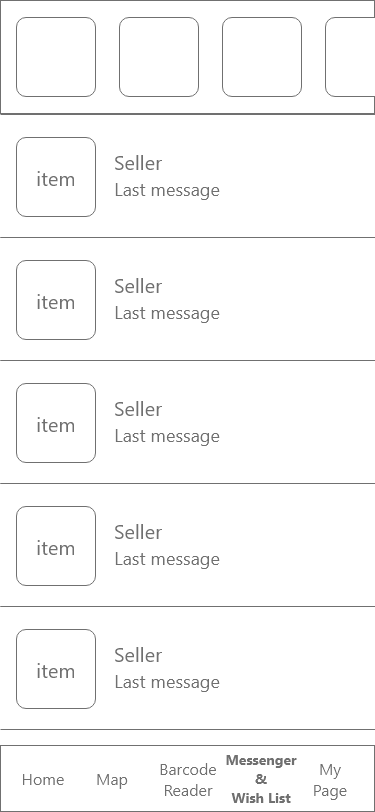 item
Seller
Last message
item
Seller
Last message
item
Seller
Last message
item
Seller
Last message
item
Seller
Last message
Home
Map
Barcode
Reader
Messenger
&
Wish List
My
Page